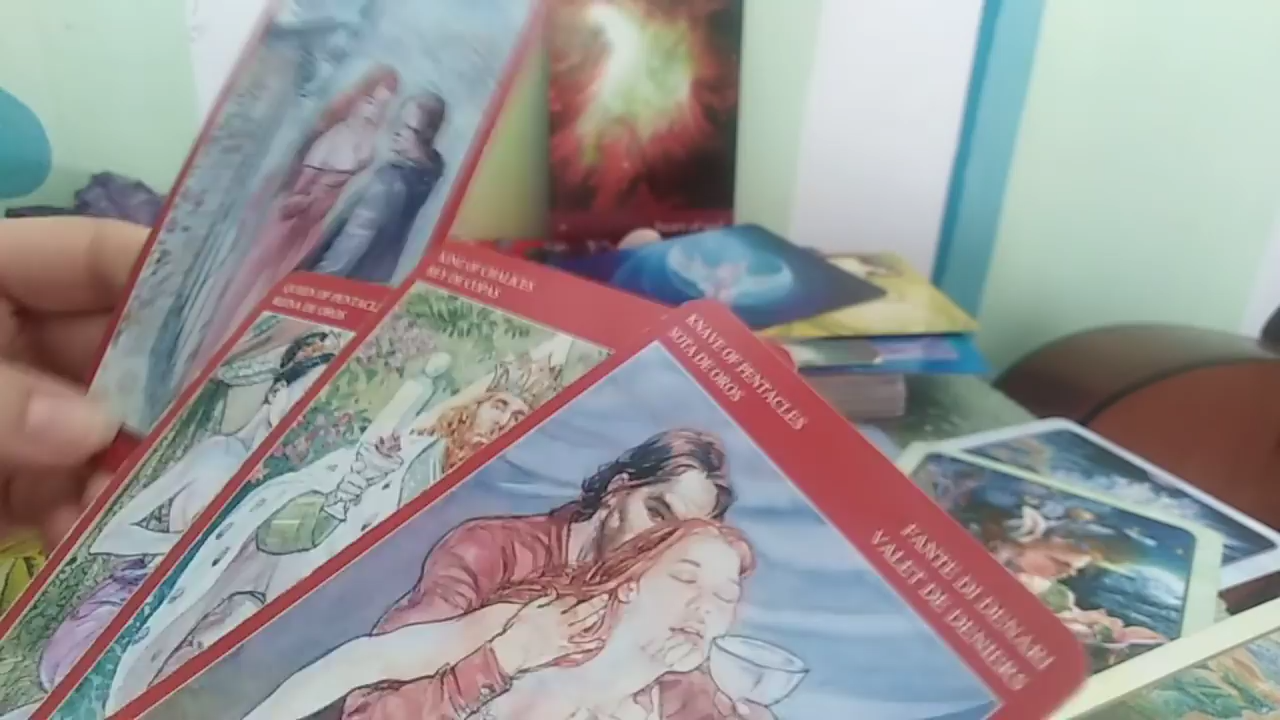 QUEEN OF PENTACL
REINA DE OROS
KING OF CHALICES
REY DE COPAS
KNAVE OF PENTACLES
SOTA DE OROS
FANTE DI DENARI
VALET DE DENIERS